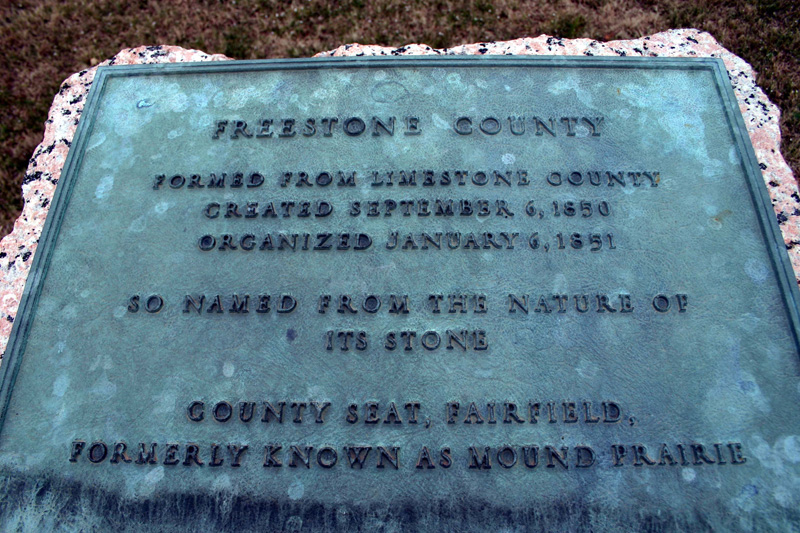 FREESTONE COUNTY
FORMED FROM LIMESTONE COUNTY
CREATED SEPTEMBER 6, 1850
ORGANIZED JANUARY 6, 1851
SO NAMED FROM THE NATURE OF
ITS STONE
COUNTY SEAT, FAIRFIELD,
FORMERLY KNOWN AS MOUND PRAIRIE